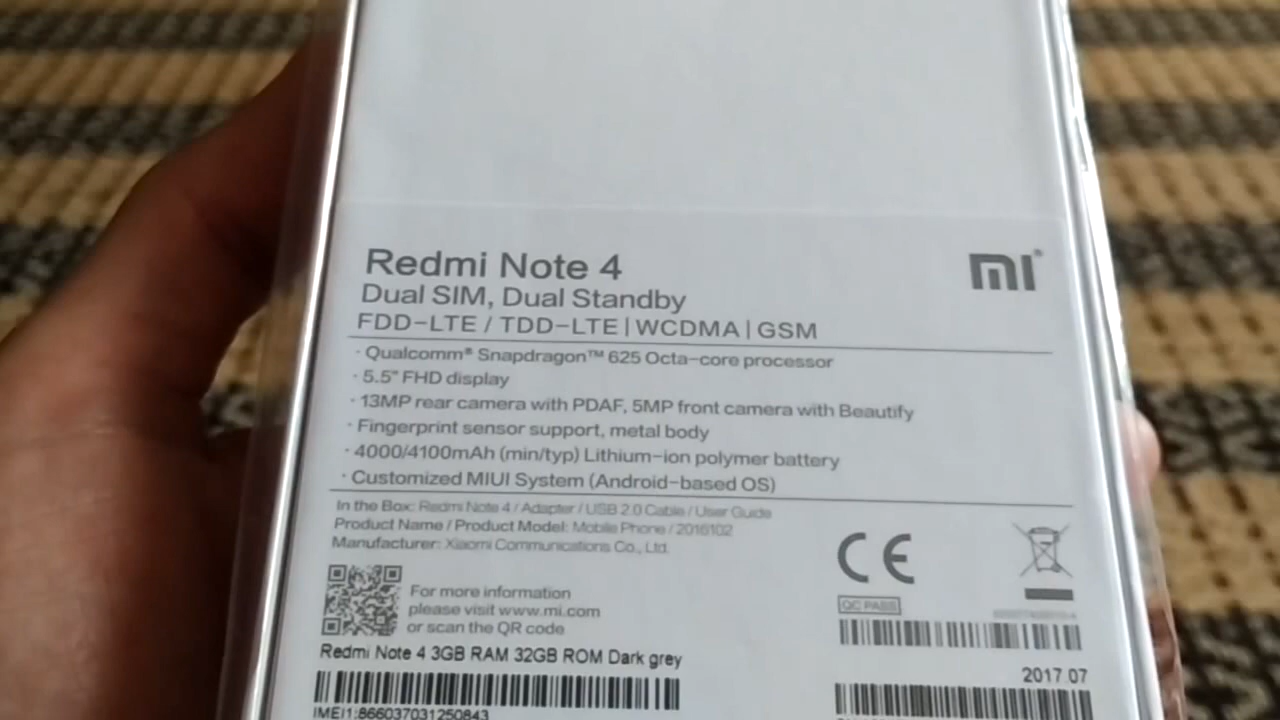 Redmi Note 4
MI®
Dual SIM, Dual Standby
FDD-LTE / TDD-LTE | WCDMA | GSM
· Qualcomm® Snapdragon™ 625 Octa-core processor
· 5.5" FHD display
· 13MP rear camera with PDAF, 5MP front camera with Beautify
· Fingerprint sensor support, metal body
· 4000/4100mAh (min/typ) Lithium-ion polymer battery
· Customized MIUI System (Android-based OS)
In the Box: Redmi Note 4 / Adapter / USB 2.0 Cable / User Guide
Product Name / Product Model: Mobile Phone / 2016102
Manufacturer: Xiaomi Communications Co., Ltd.
CE
For more information
please visit www.mi.com
or scan the QR code
QC PASS
Redmi Note 4 3GB RAM 32GB ROM Dark grey
2017.07
IMEI1:866037031250843